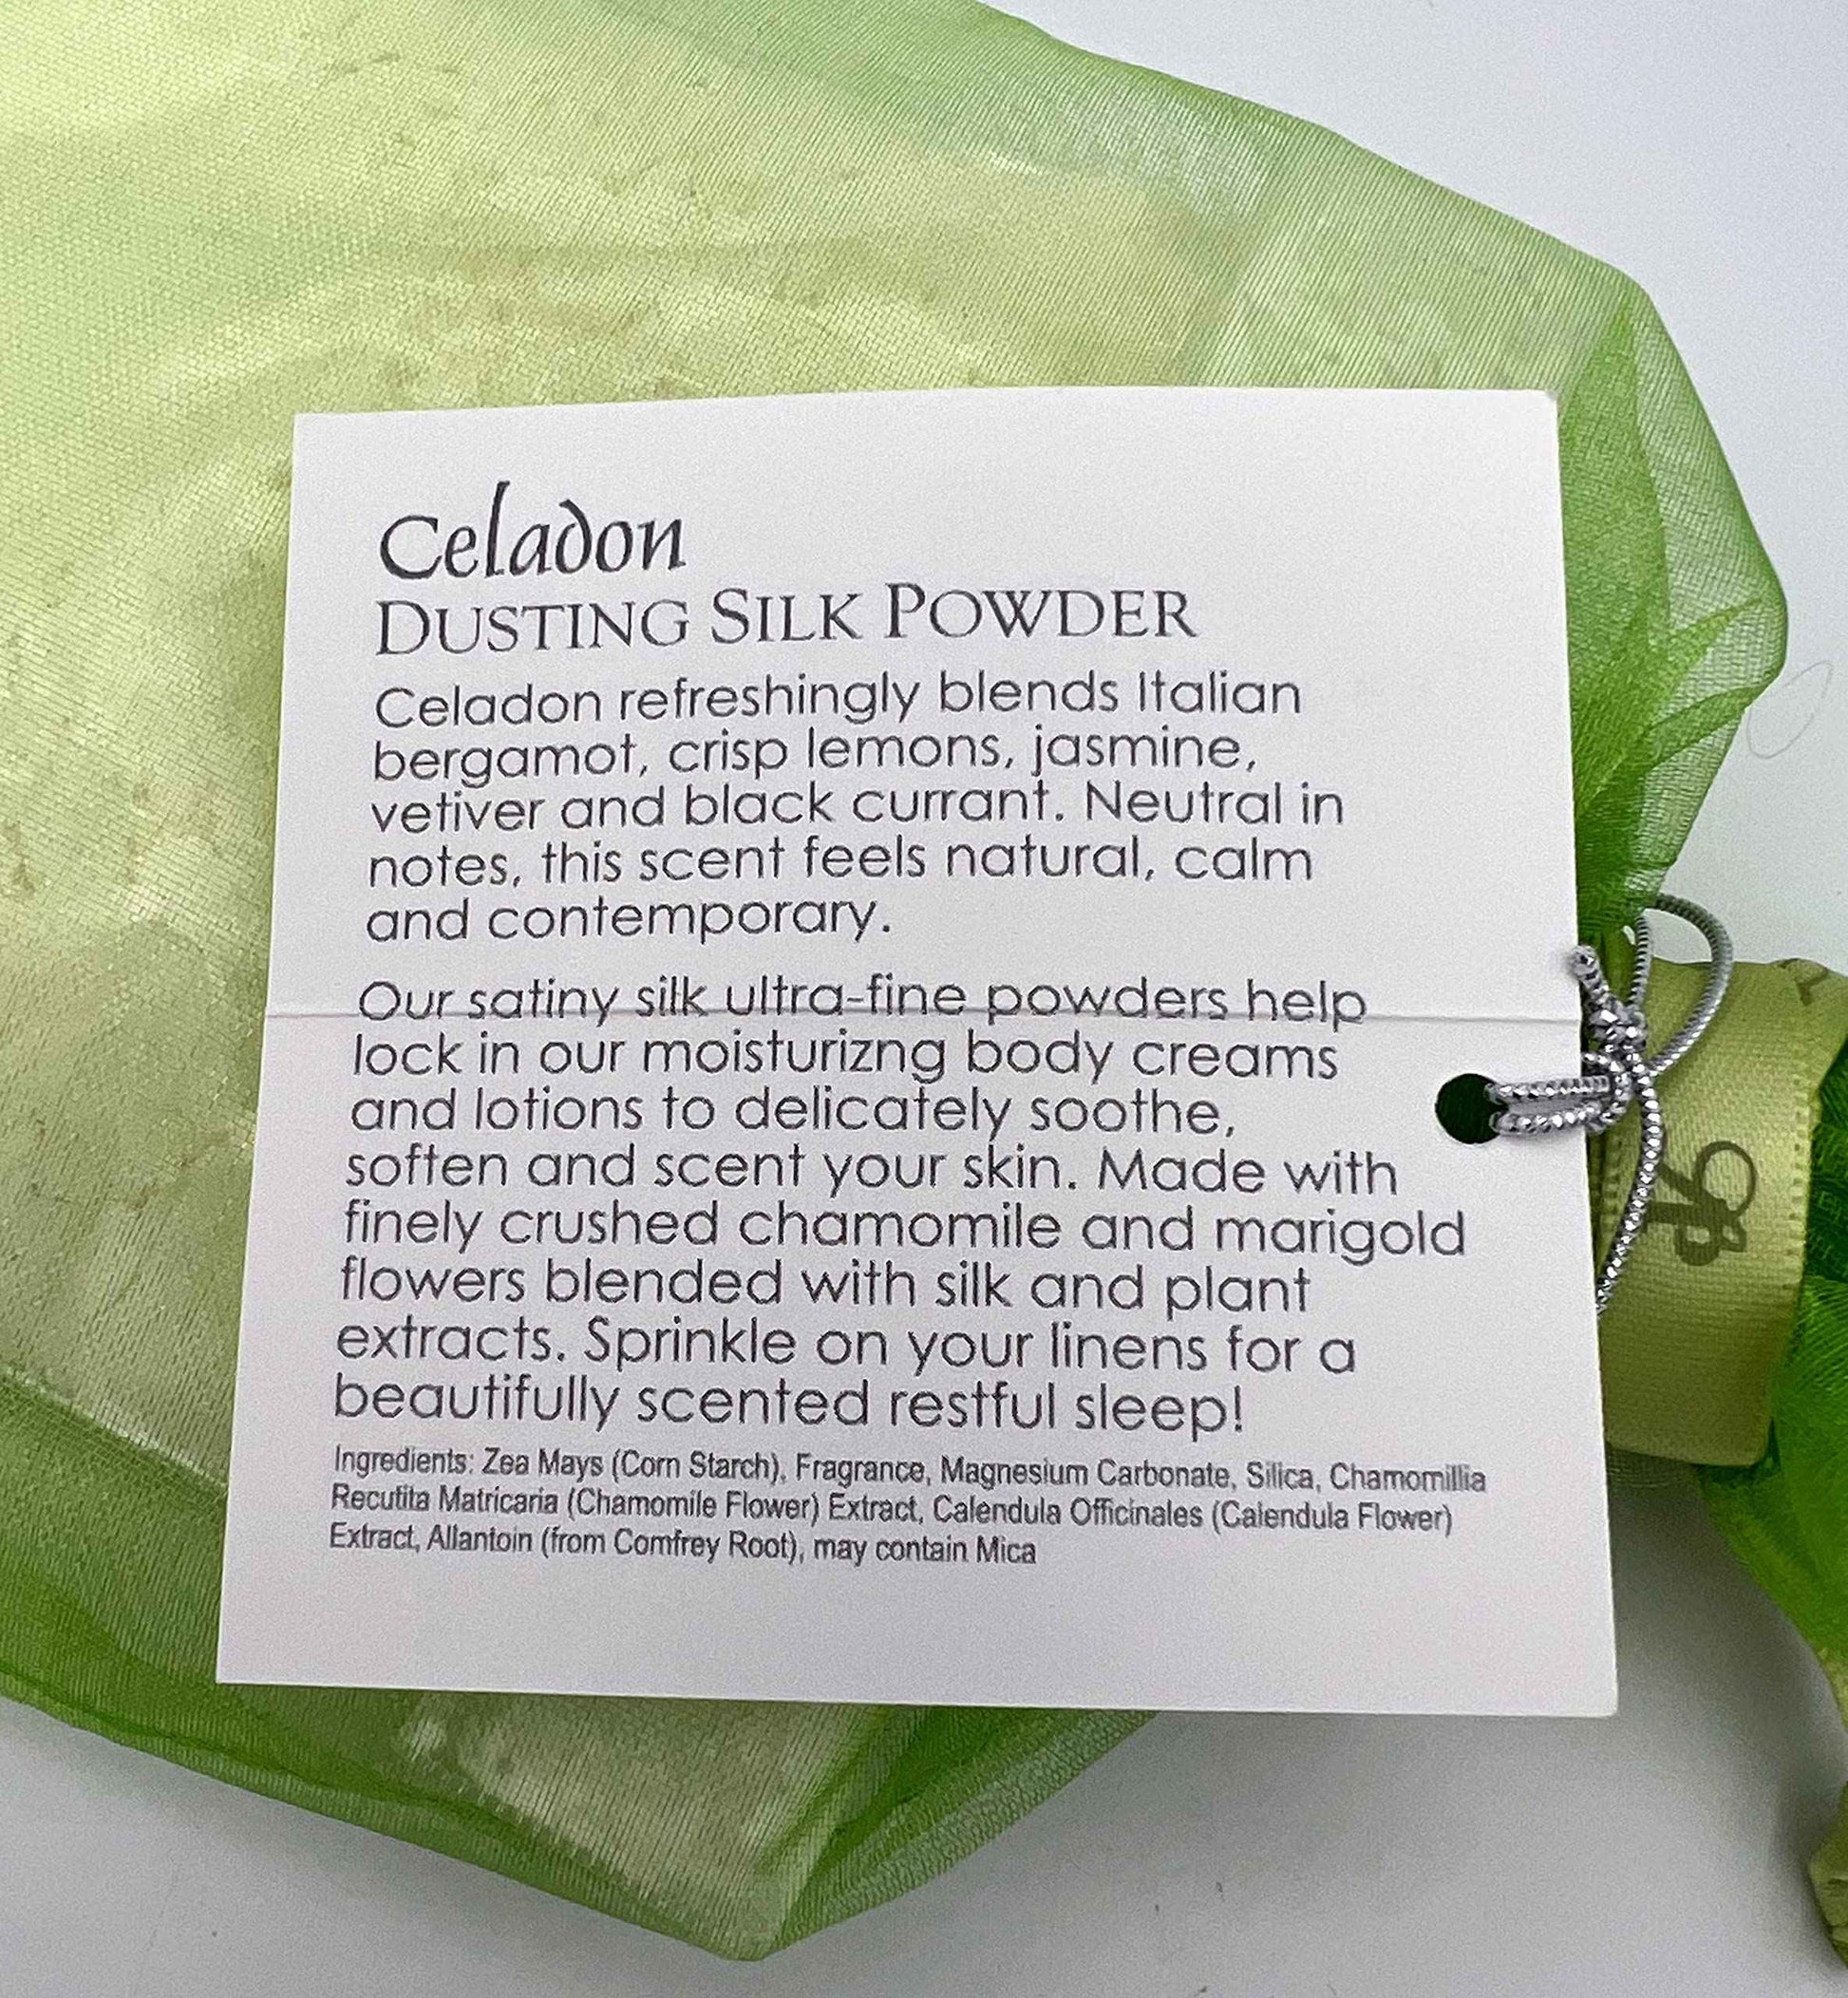 Celadon
DUSTING SILK POWDER
Celadon refreshingly blends Italian
bergamot, crisp lemons, jasmine,
vetiver and black currant. Neutral in
notes, this scent feels natural, calm
and contemporary.
Our satiny silk ultra-fine powders help
lock in our moisturizng body creams
and lotions to delicately soothe,
soften and scent your skin. Made with
finely crushed chamomile and marigold
flowers blended with silk and plant
extracts. Sprinkle on your linens for a
beautifully scented restful sleep!
Ingredients: Zea Mays (Corn Starch), Fragrance, Magnesium Carbonate, Silica, Chamomillia
Recutita Matricaria (Chamomile Flower) Extract, Calendula Officinales (Calendula Flower)
Extract, Allantoin (from Comfrey Root), may contain Mica